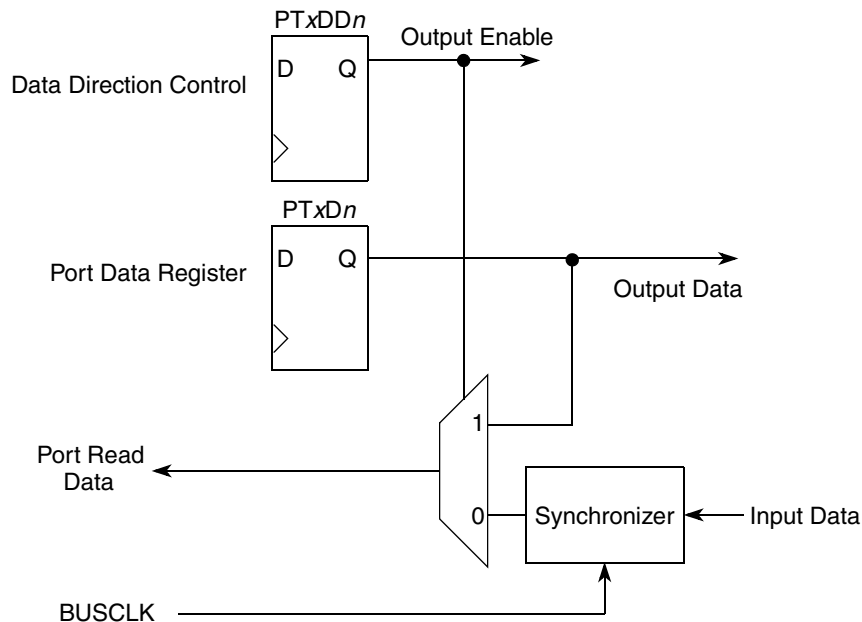 PTxDDn
Output Enable
D Q
Data Direction Control
PTxDn
D Q
Port Data Register
Output Data
1
Port Read
Data
0
Synchronizer
Input Data
BUSCLK